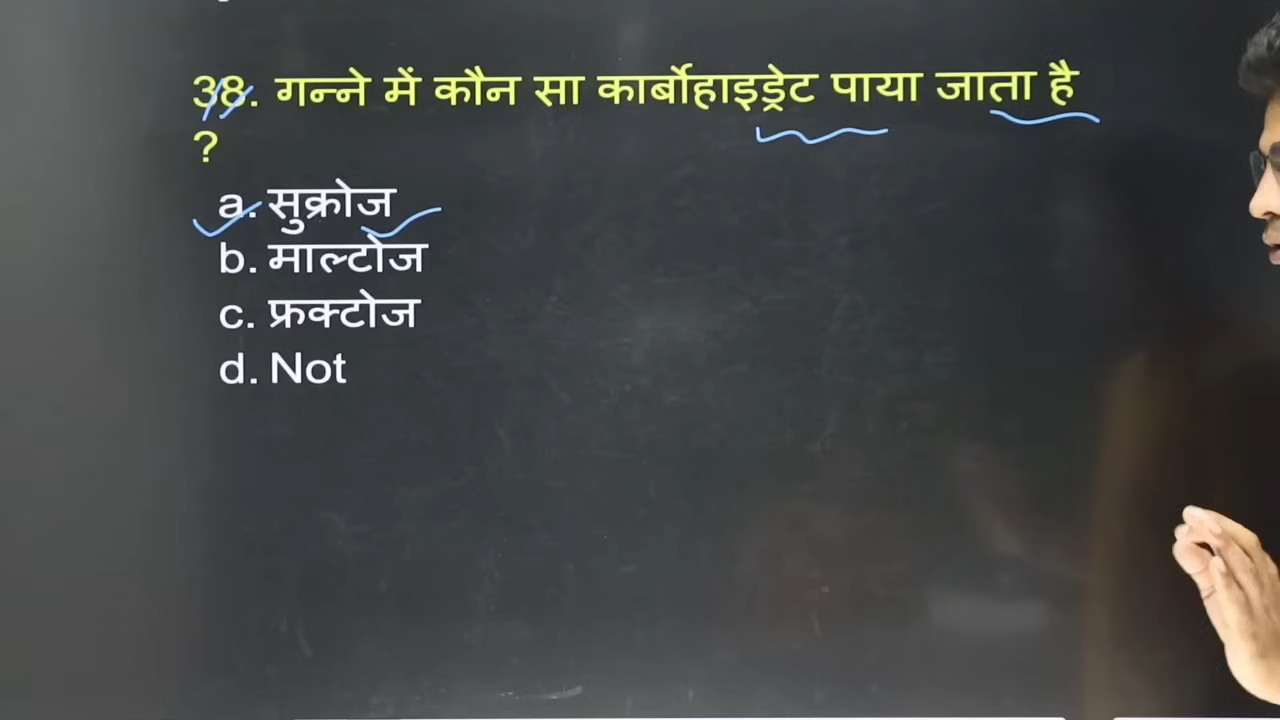 38. गन्ने में कौन सा कार्बोहाइड्रेट पाया जाता है
?
a. सुक्रोज
b. माल्टोज
c. फ्रक्टोज
d. Not